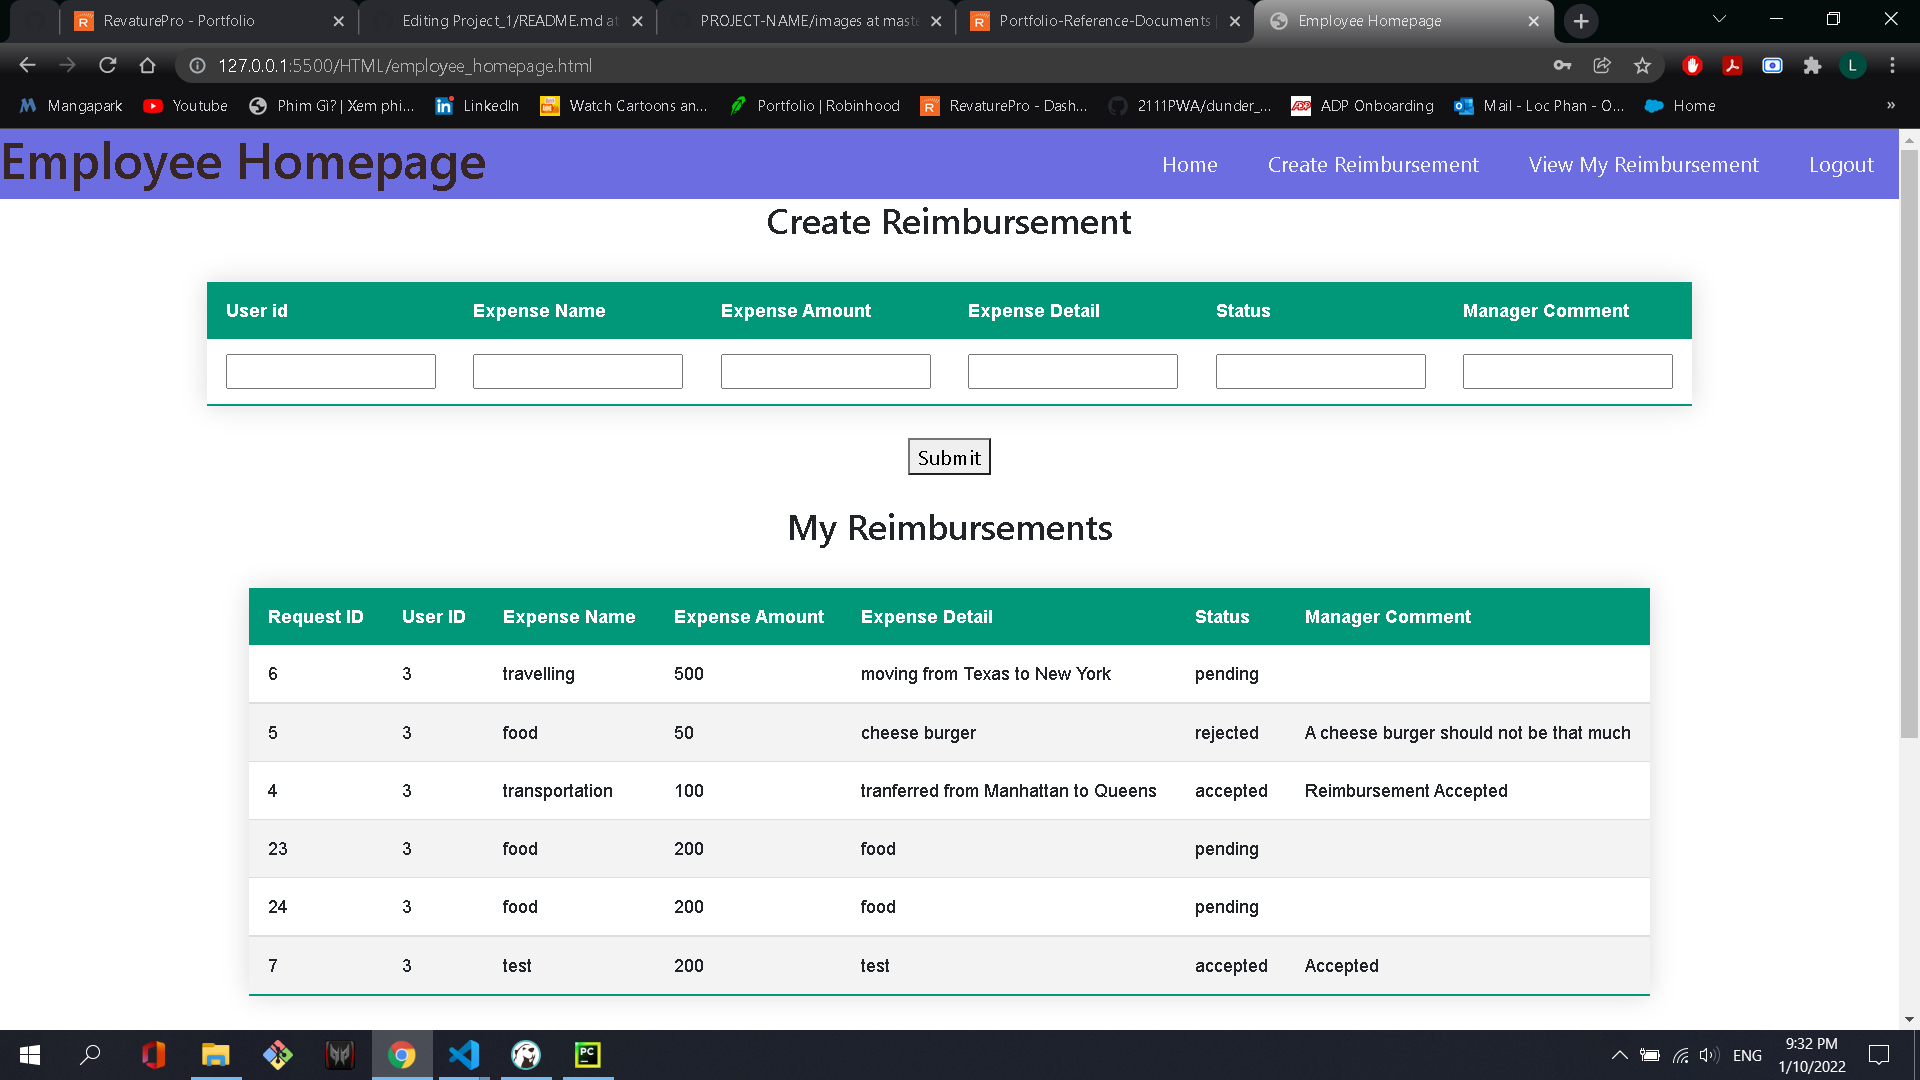 RevaturePro - Portfolio
Editing Project_1/README.md at
PROJECT-NAME/images at mast
Portfolio-Reference-Documents |
Employee Homepage
127.0.0.1:5500/HTML/employee_homepage.html
L
Mangapark
Youtube
Phim Gì? | Xem phi...
LinkedIn
Watch Cartoons an...
Portfolio | Robinhood
RevaturePro - Dash...
2111PWA/dunder_...
ADP Onboarding
Mail - Loc Phan - O...
Home
»
Employee Homepage
Home Create Reimbursement View My Reimbursement Logout
Create Reimbursement
User id Expense Name Expense Amount Expense Detail Status Manager Comment
Submit
My Reimbursements
Request ID User ID Expense Name Expense Amount Expense Detail Status Manager Comment
6 3 travelling 500 moving from Texas to New York pending
5 3 food 50 cheese burger rejected A cheese burger should not be that much
4 3 transportation 100 tranferred from Manhattan to Queens accepted Reimbursement Accepted
23 3 food 200 food pending
24 3 food 200 food pending
7 3 test 200 test accepted Accepted
PC
ENG
9:32 PM
1/10/2022